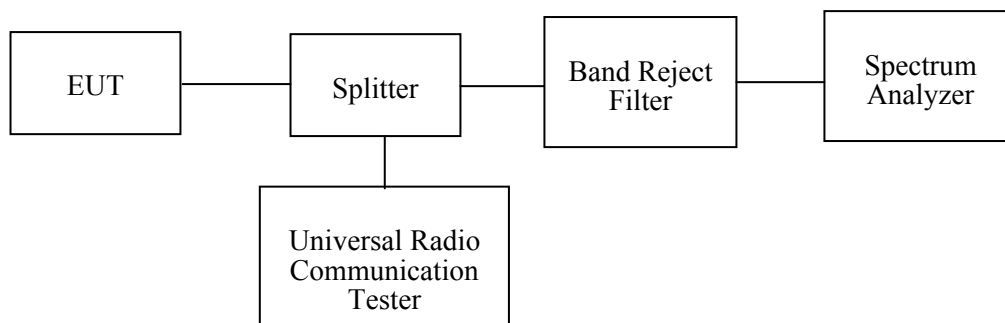 EUT
Splitter
Band Reject
Filter
Spectrum
Analyzer
Universal Radio
Communication
Tester